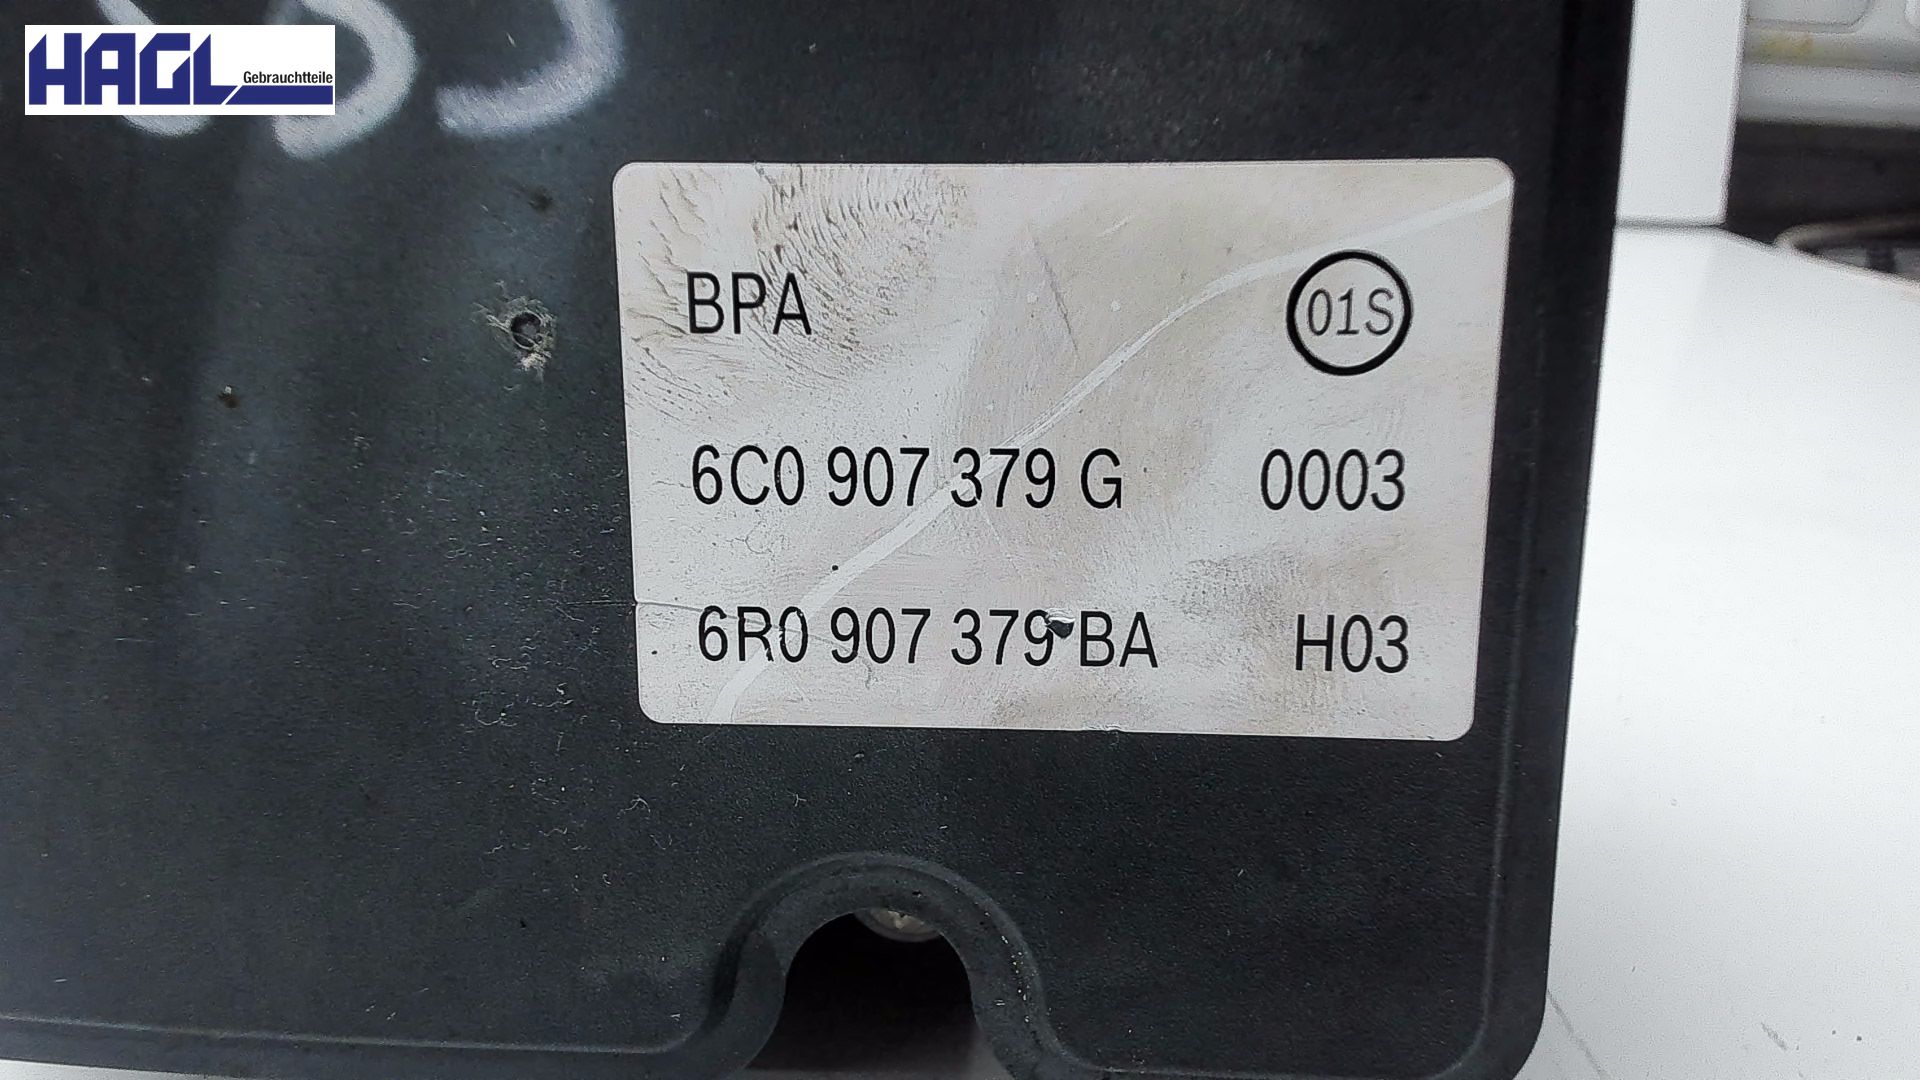 HAGL
Gebrauchtteile
BPA 01S
6C0 907 379 G 0003
6R0 907 379 BA H03